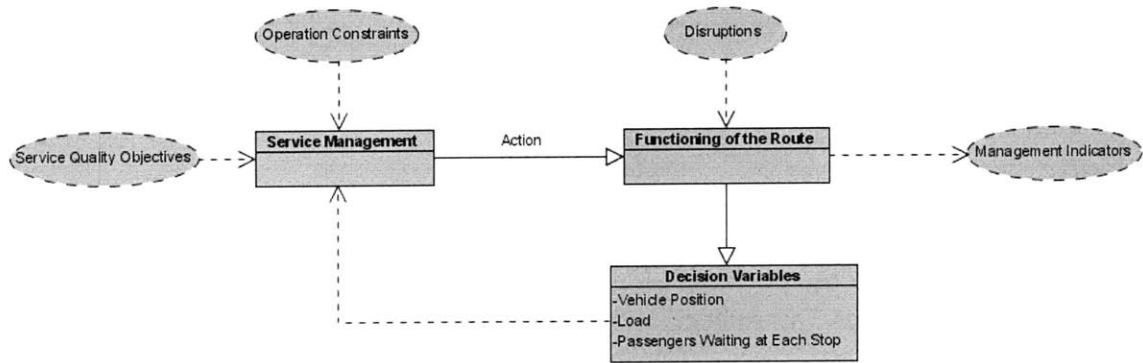 Operation Constraints
Disruptions
Service Quality Objectives
Service Management
Action
Functioning of the Route
Management Indicators
Decision Variables
-Vehicle Position
-Load
-Passengers Waiting at Each Stop